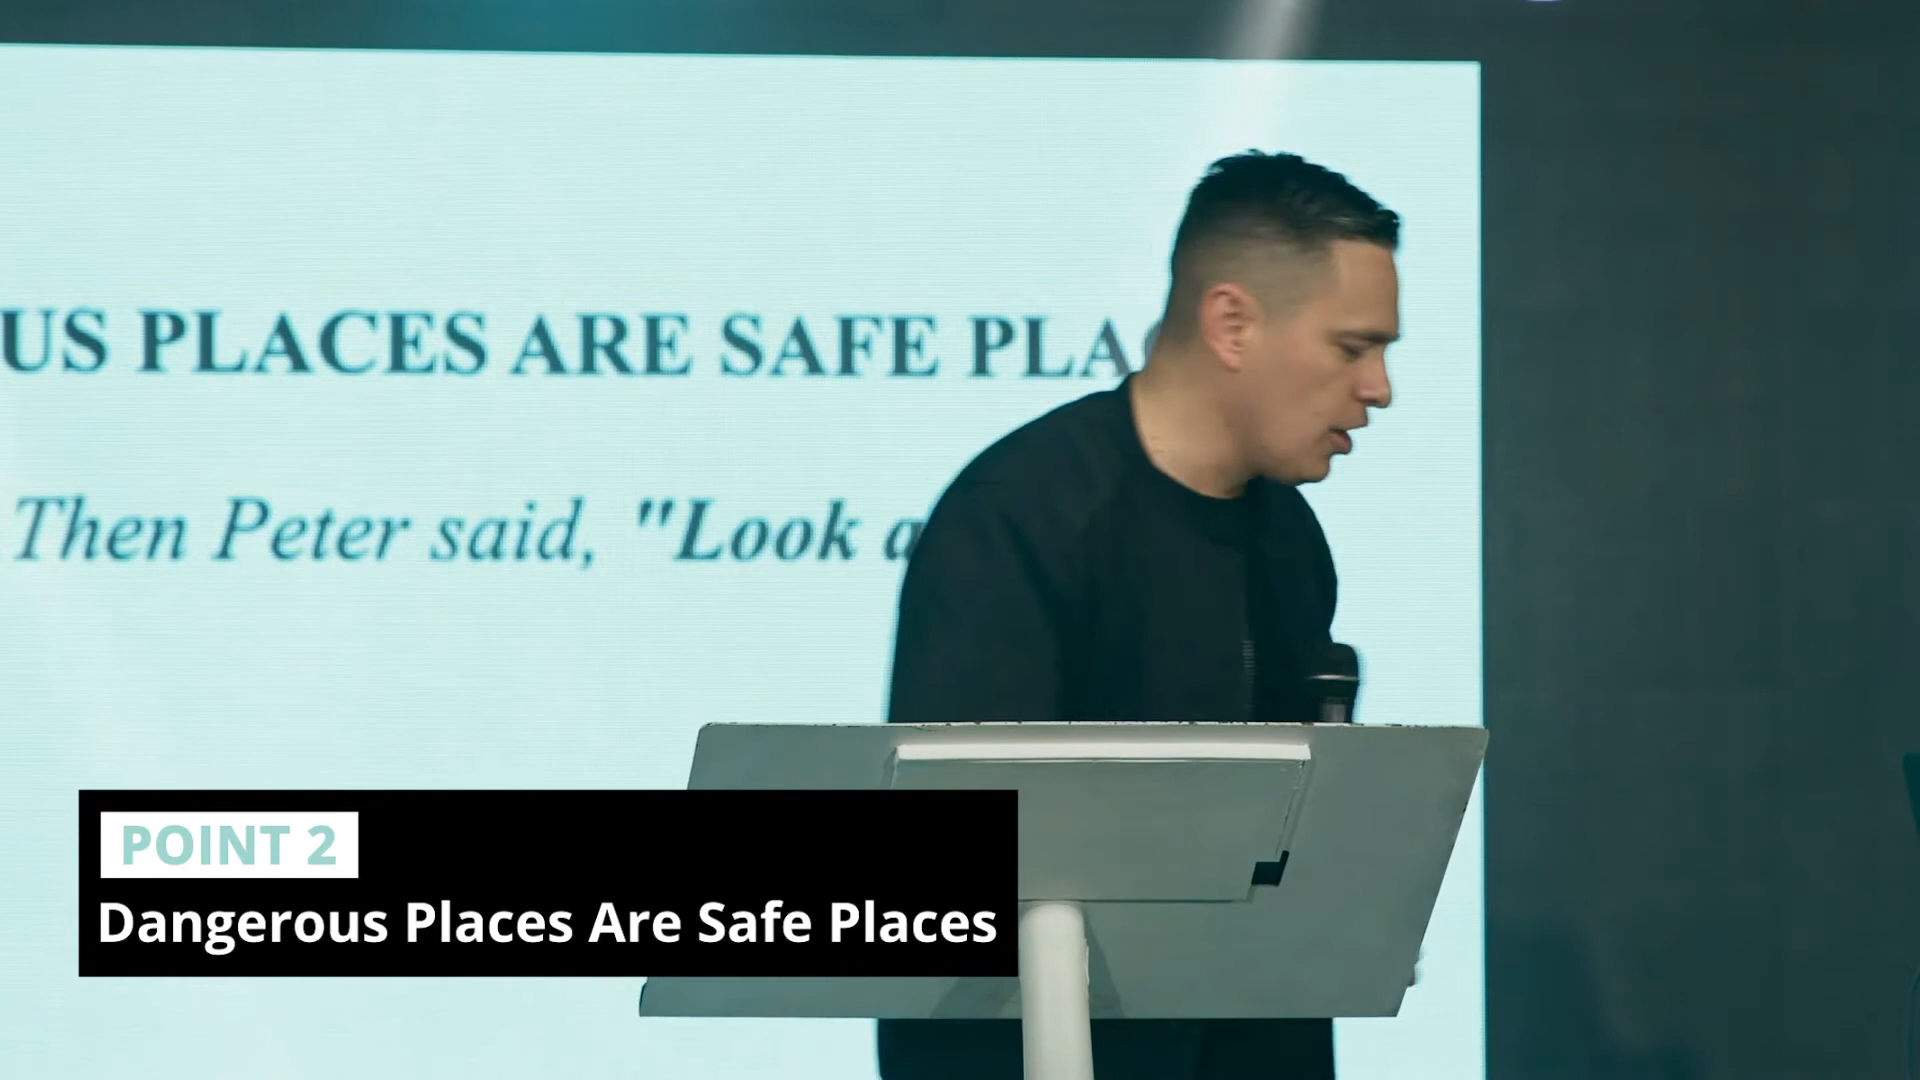 US PLACES ARE SAFE PLA
Then Peter said, "Look a
POINT 2
Dangerous Places Are Safe Places